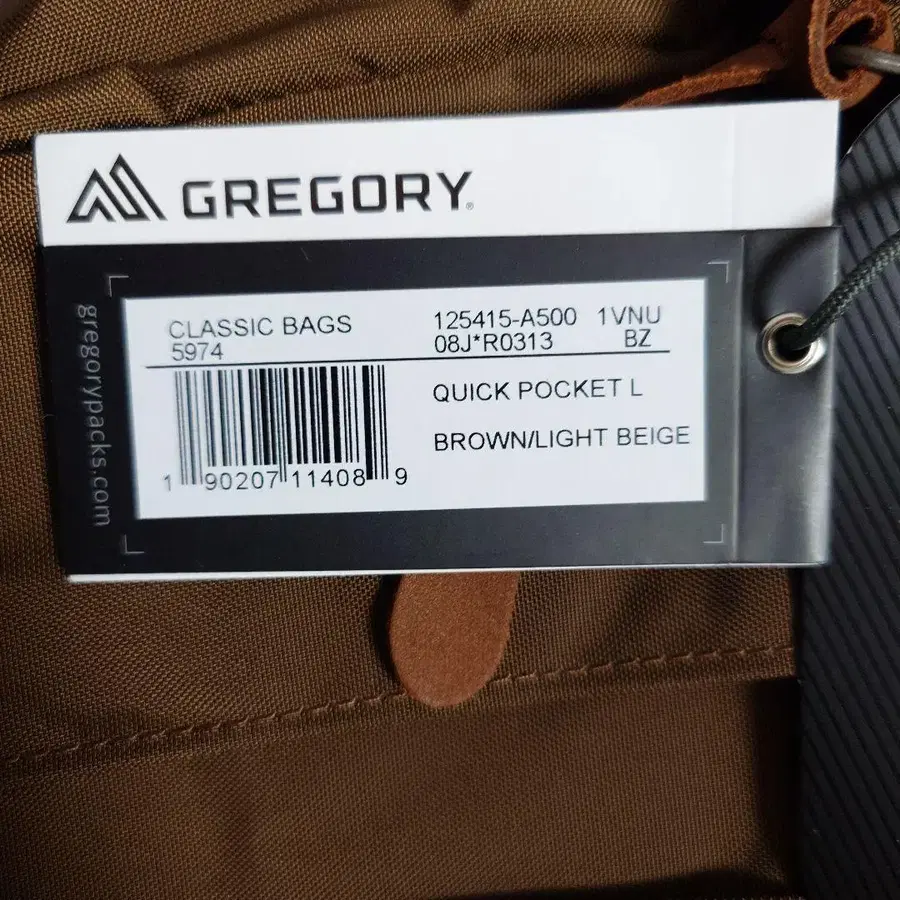 GREGORY
gregorypacks.com
CLASSIC BAGS 125415-A500 1VNU
5974 08J*R0313 BZ
QUICK POCKET L
BROWN/LIGHT BEIGE
1 90207 11408 9